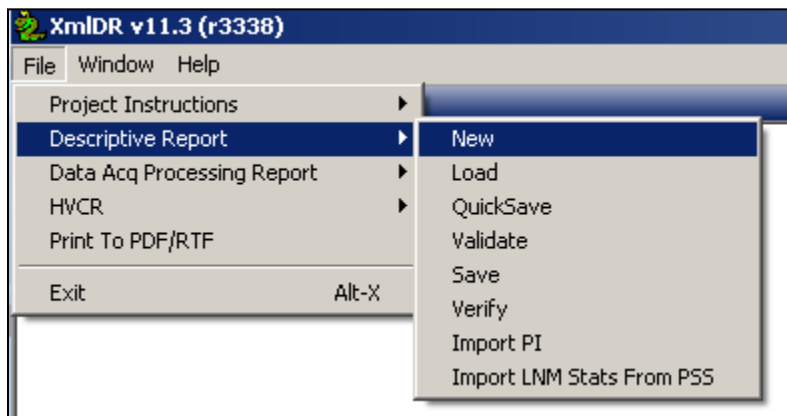 XmlDR v11.3 (r3338)
File Window Help
Project Instructions
Descriptive Report
Data Acq Processing Report
HVCR
Print To PDF/RTF
Exit Alt-X
New
Load
QuickSave
Validate
Save
Verify
Import PI
Import LNM Stats From PSS